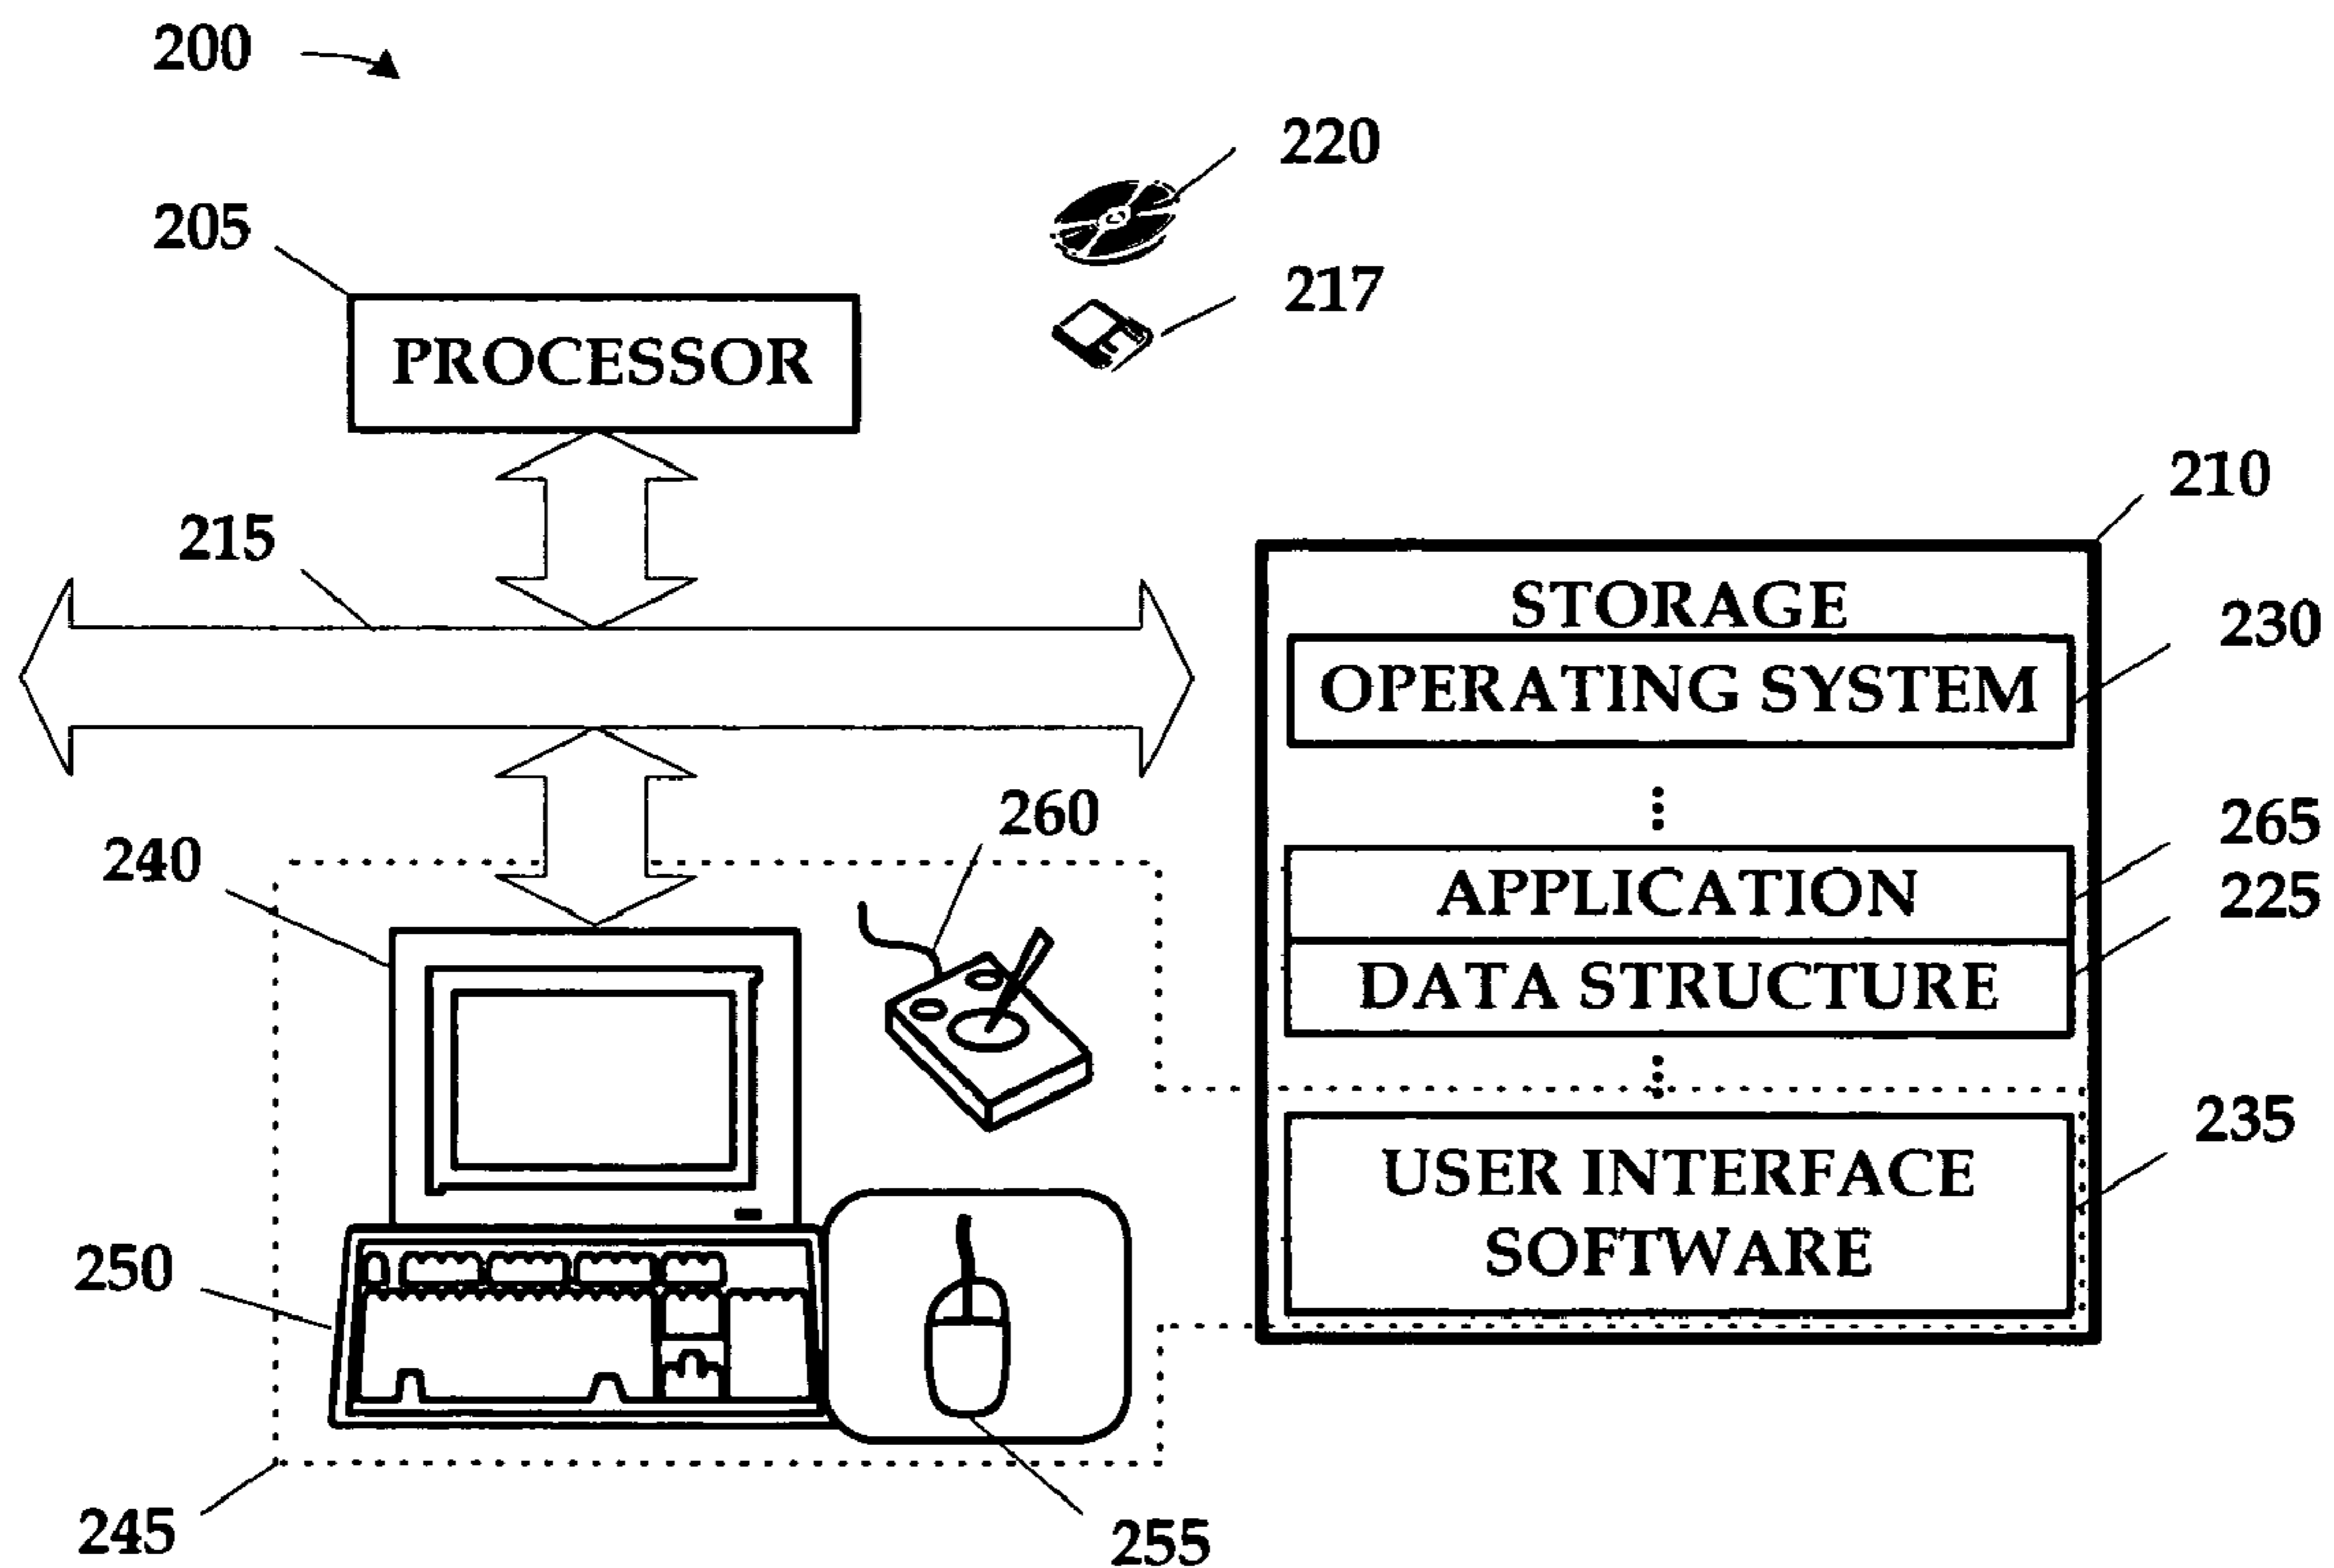 200
220
205
217
PROCESSOR
210
215
STORAGE
230
OPERATING SYSTEM
260
265
240
APPLICATION
225
DATA STRUCTURE
235
USER INTERFACE
SOFTWARE
250
245
255